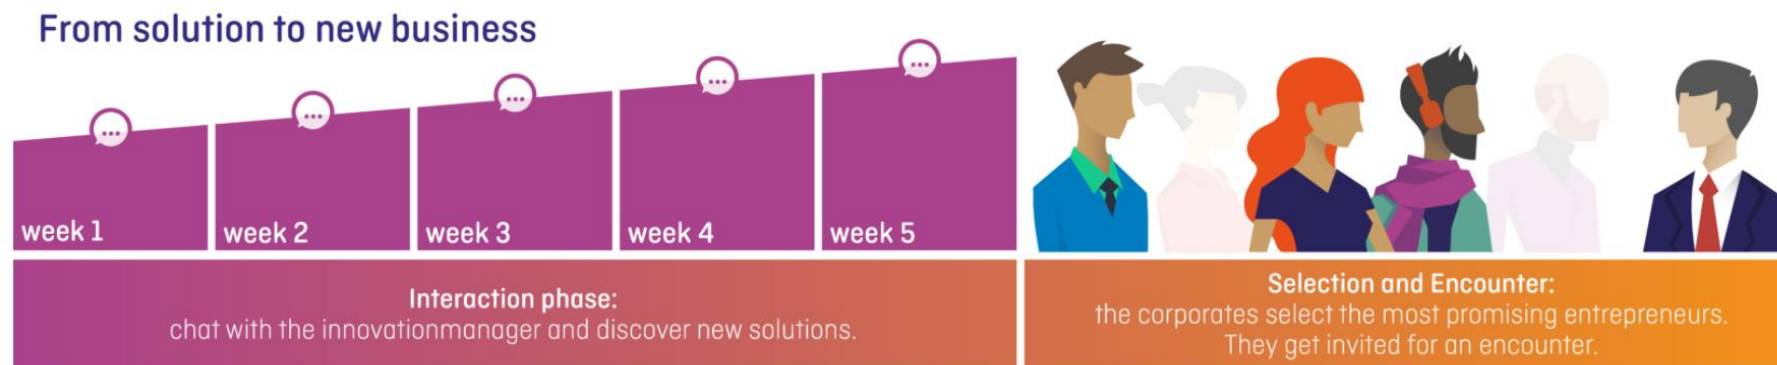 From solution to new business
week 1
week 2
week 3
week 4
week 5
Interaction phase:
chat with the innovationmanager and discover new solutions.
Selection and Encounter:
the corporates select the most promising entrepreneurs.
They get invited for an encounter.